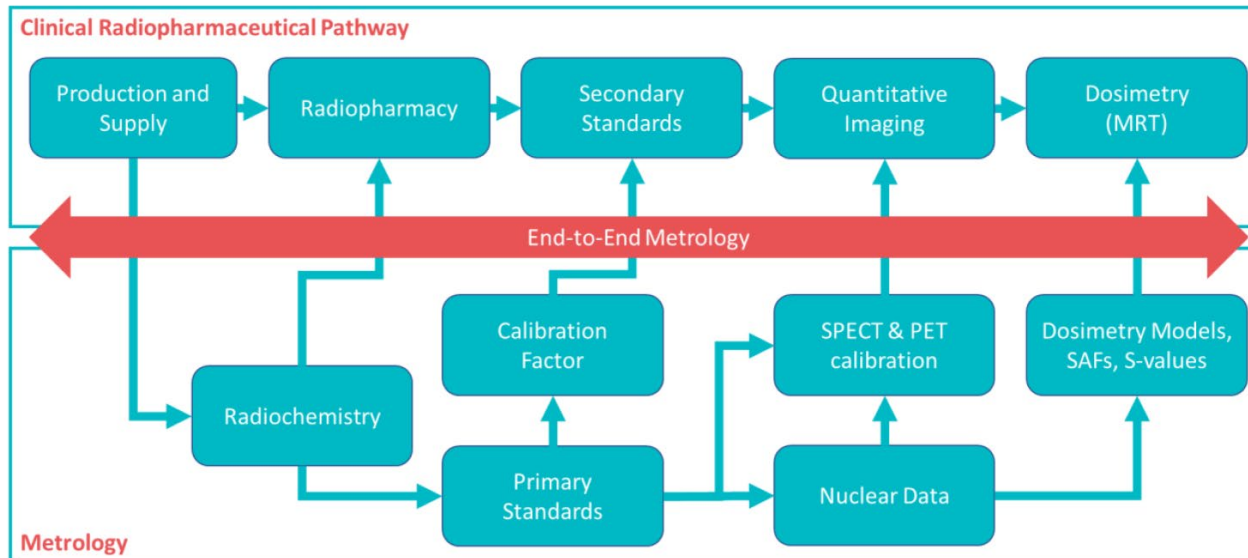 Clinical Radiopharmaceutical Pathway
Production and
Supply
Radiopharmacy
Secondary
Standards
Quantitative
Imaging
Dosimetry
(MRT)
End-to-End Metrology
Calibration
Factor
SPECT & PET
calibration
Dosimetry Models,
SAFs, S-values
Radiochemistry
Primary
Standards
Nuclear Data
Metrology